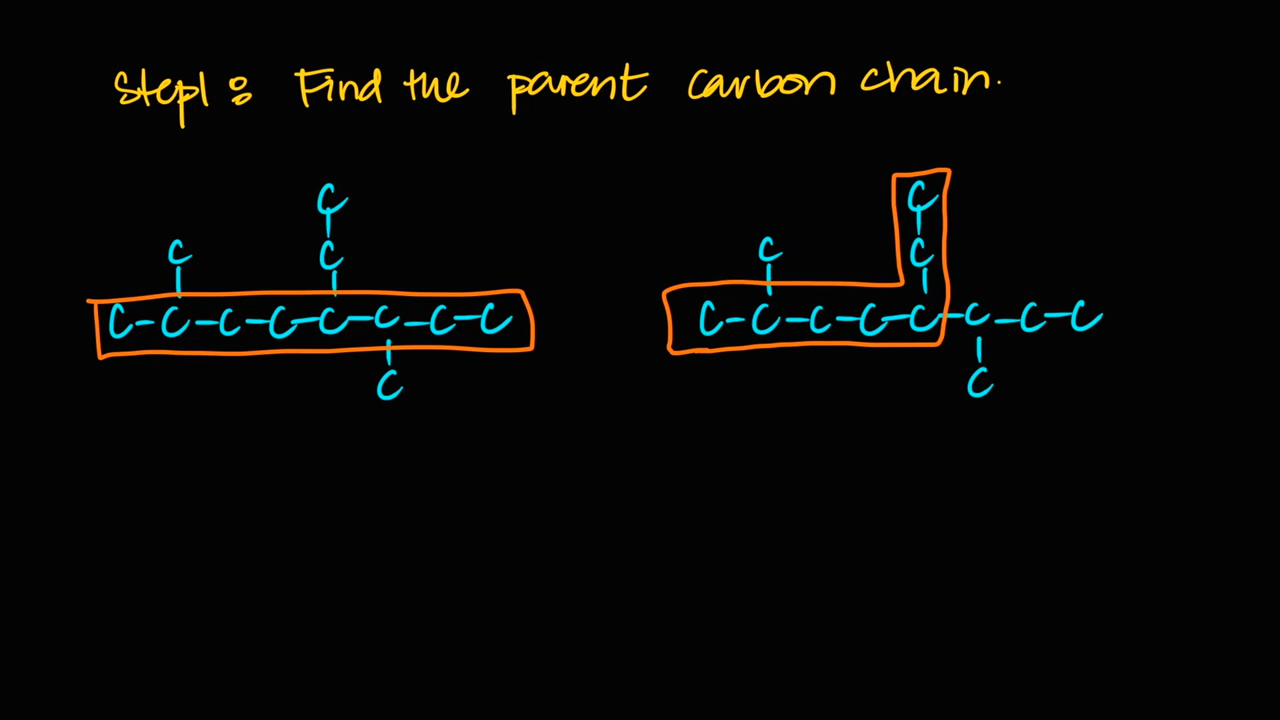 Step1: Find the parent carbon chain.
C C
C C C
C-C-C-C-C-C-C-C C-C-C-C-C-C-C-C
C C